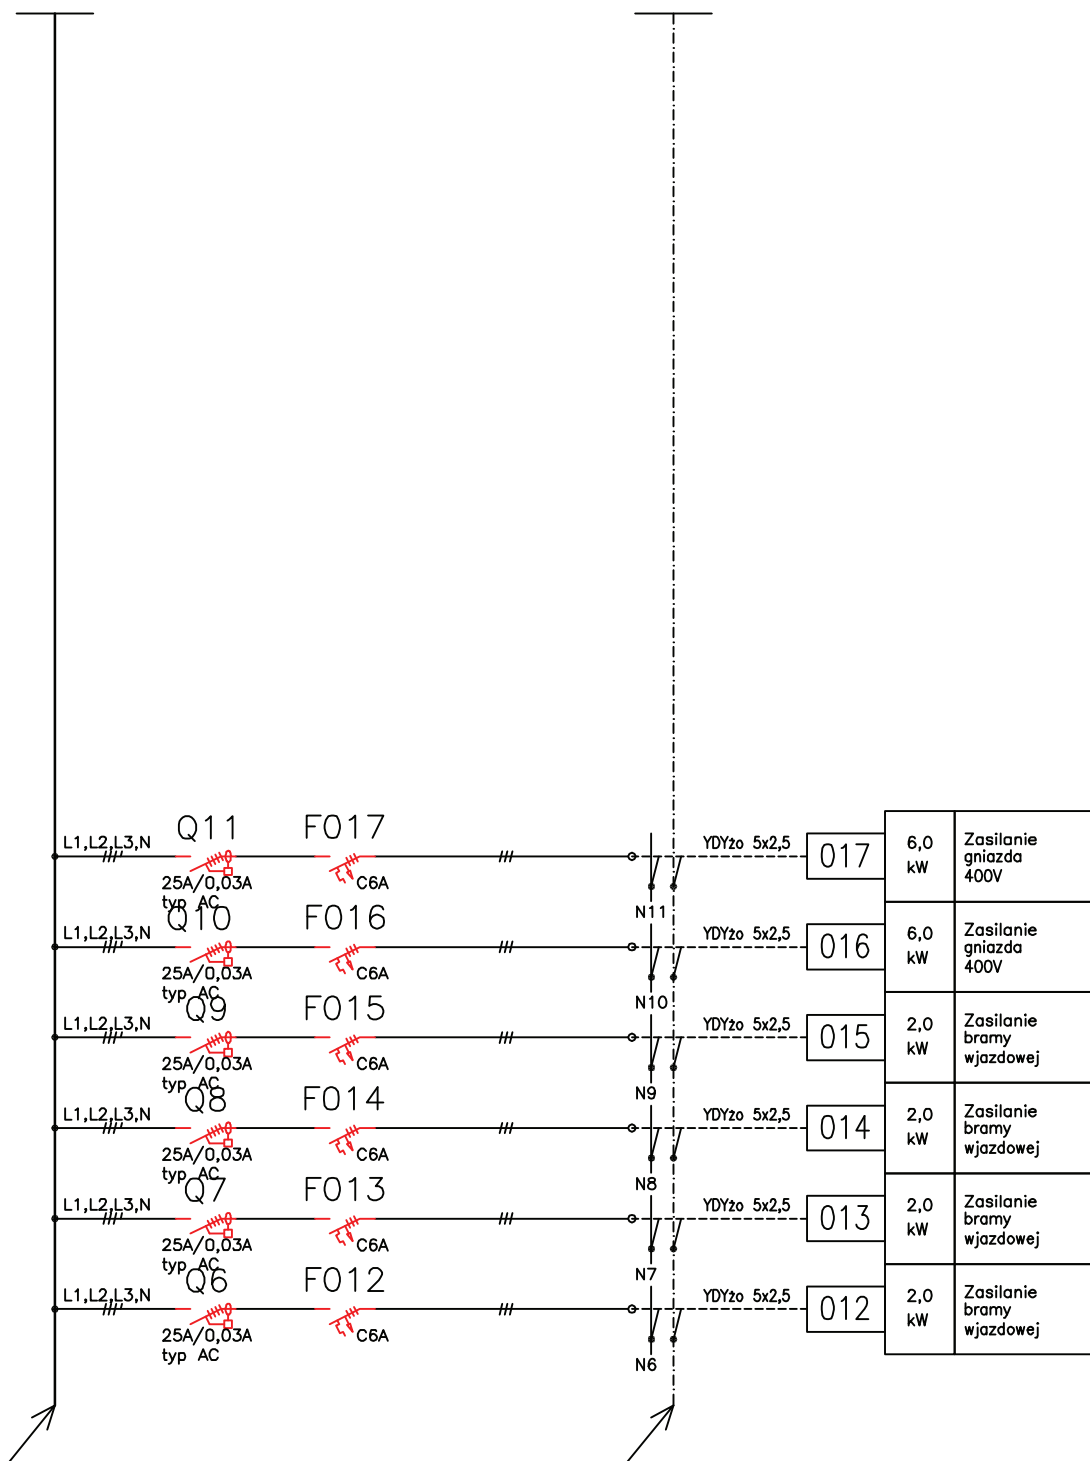 Q11
FO17
L1,L2,L3,N
25A/0,03A
typ AC
C6A
N11
YDYżo 5x2,5
017
6,0
kW
Zasilanie
gniazda
400V
Q10
FO16
L1,L2,L3,N
25A/0,03A
typ AC
C6A
N10
YDYżo 5x2,5
016
6,0
kW
Zasilanie
gniazda
400V
Q9
FO15
L1,L2,L3,N
25A/0,03A
typ AC
C6A
N9
YDYżo 5x2,5
015
2,0
kW
Zasilanie
bramy
wjazdowej
Q8
FO14
L1,L2,L3,N
25A/0,03A
typ AC
C6A
N8
YDYżo 5x2,5
014
2,0
kW
Zasilanie
bramy
wjazdowej
Q7
FO13
L1,L2,L3,N
25A/0,03A
typ AC
C6A
N7
YDYżo 5x2,5
013
2,0
kW
Zasilanie
bramy
wjazdowej
Q6
FO12
L1,L2,L3,N
25A/0,03A
typ AC
C6A
N6
YDYżo 5x2,5
012
2,0
kW
Zasilanie
bramy
wjazdowej